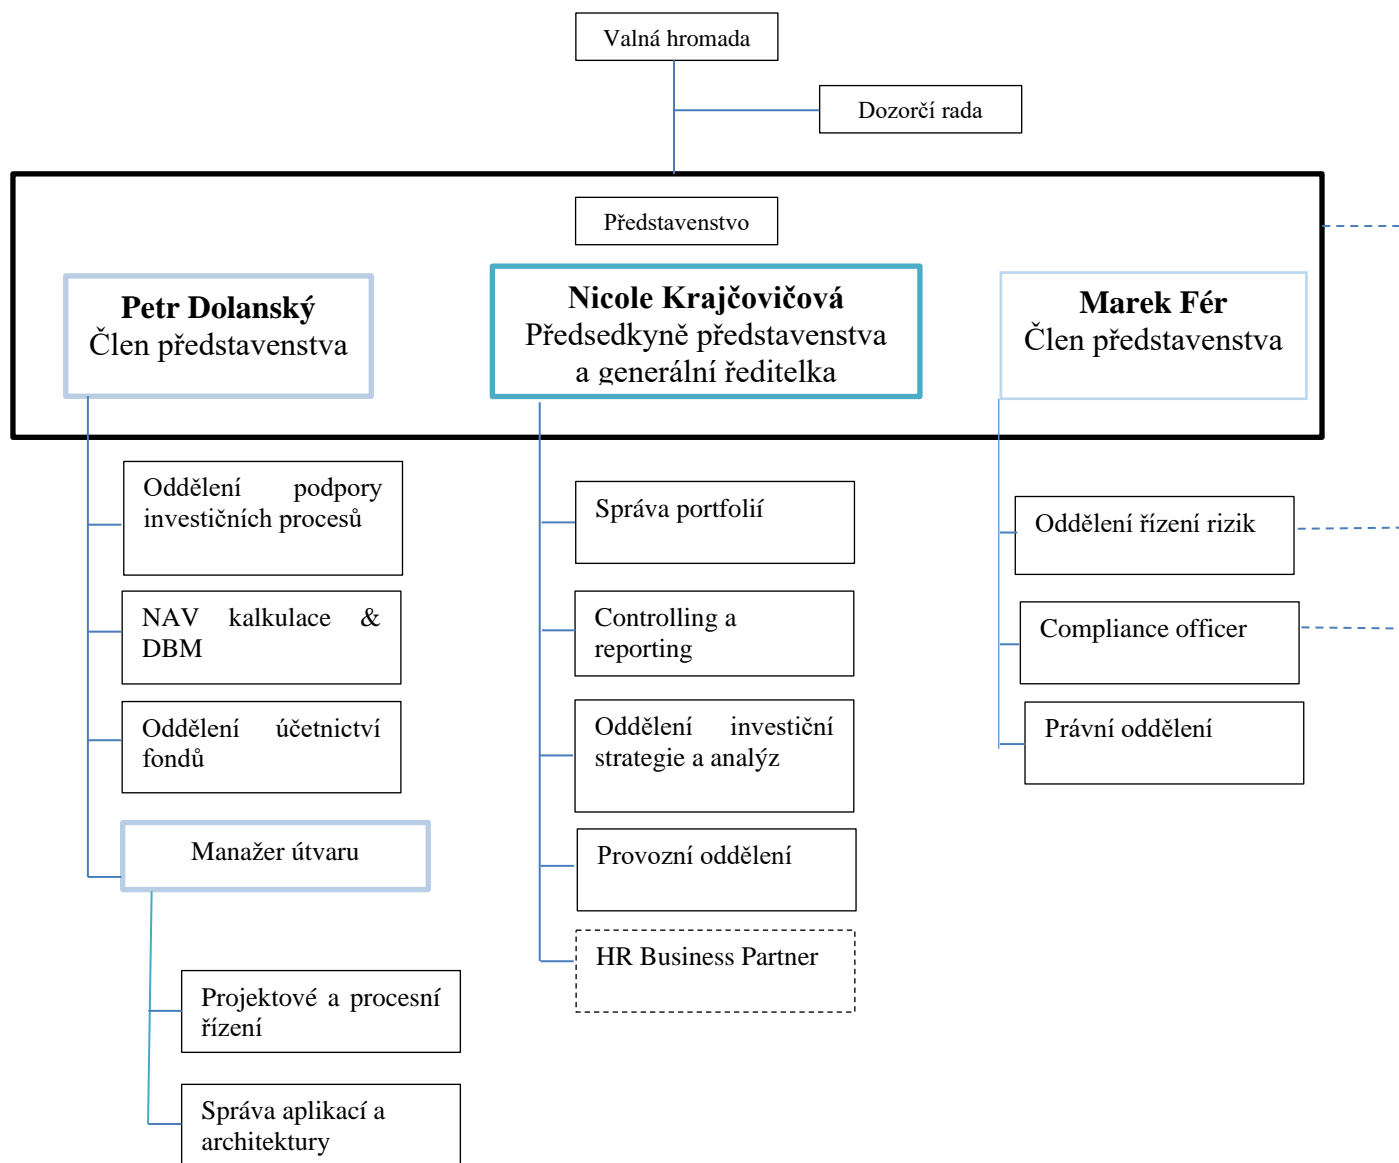 Valná hromada
Dozorčí rada
Představenstvo
Petr Dolanský
Člen představenstva
Nicole Krajčovičová
Předsedkyně představenstva
a generální ředitelka
Marek Fér
Člen představenstva
Oddělení podpory
investičních procesů
NAV kalkulace &
DBM
Oddělení účetnictví
fondů
Manažer útvaru
Projektové a procesní
řízení
Správa aplikací a
architektury
Správa portfolií
Controlling a
reporting
Oddělení investiční
strategie a analýz
Provozní oddělení
HR Business Partner
Oddělení řízení rizik
Compliance officer
Právní oddělení